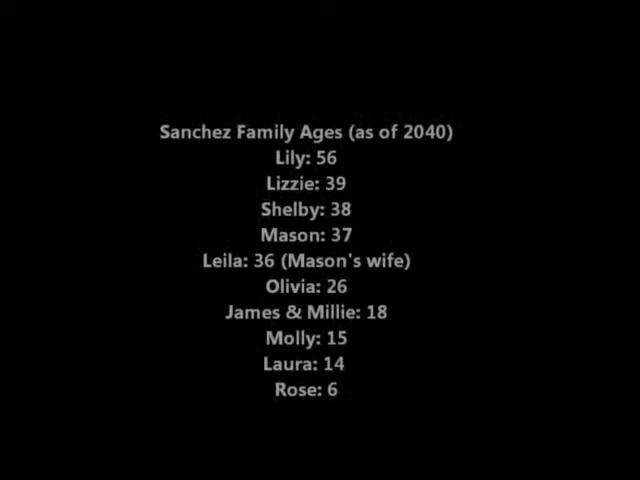 Sanchez Family Ages (as of 2040)
Lily: 56
Lizzie: 39
Shelby: 38
Mason: 37
Leila: 36 (Mason's wife)
Olivia: 26
James & Millie: 18
Molly: 15
Laura: 14
Rose: 6